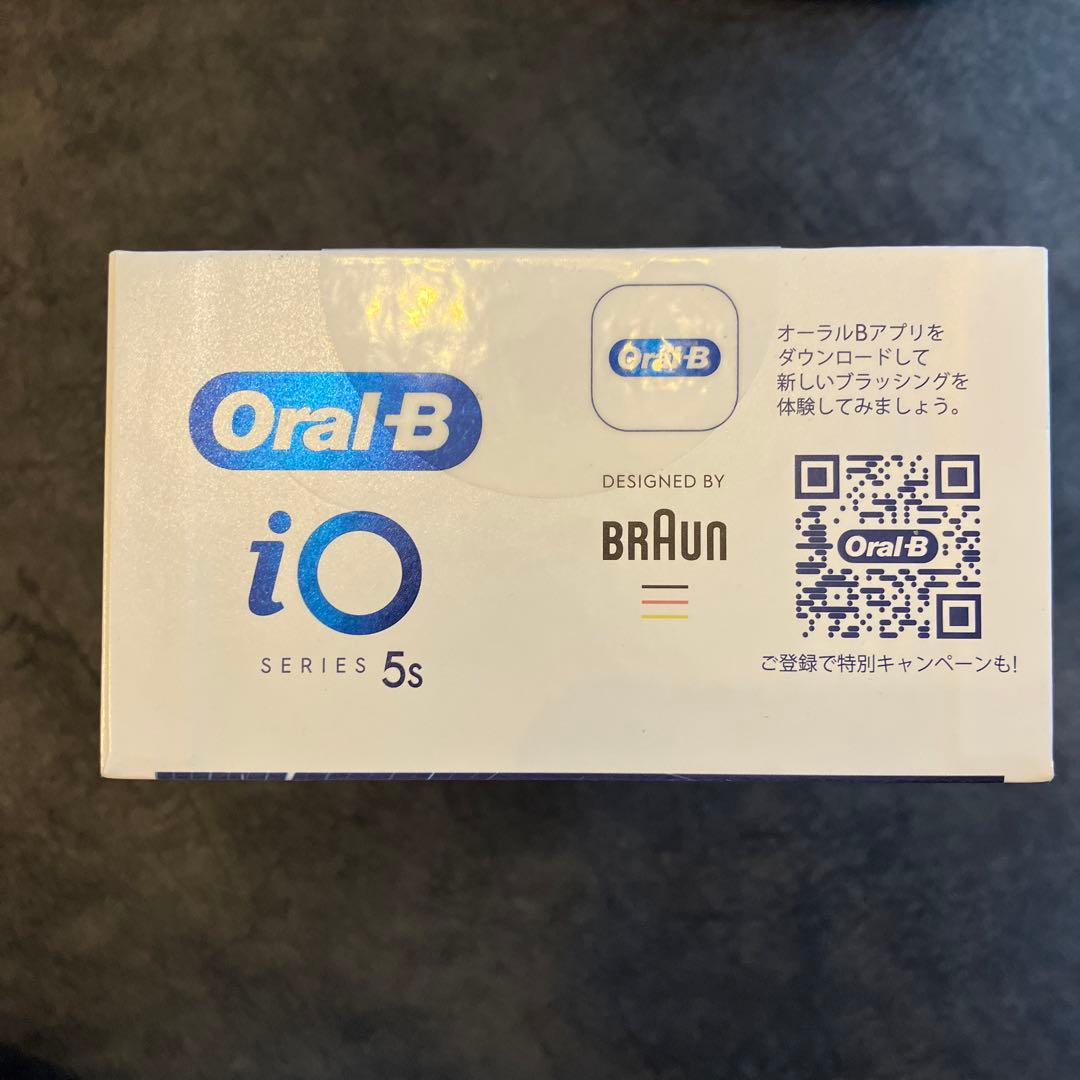 Oral-B
iO
SERIES 5s
Oral-B
DESIGNED BY
BRAUN
オーラルBアプリを
ダウンロードして
新しいブラッシングを
体験してみましょう。
Oral-B
ご登録で特別キャンペーンも!